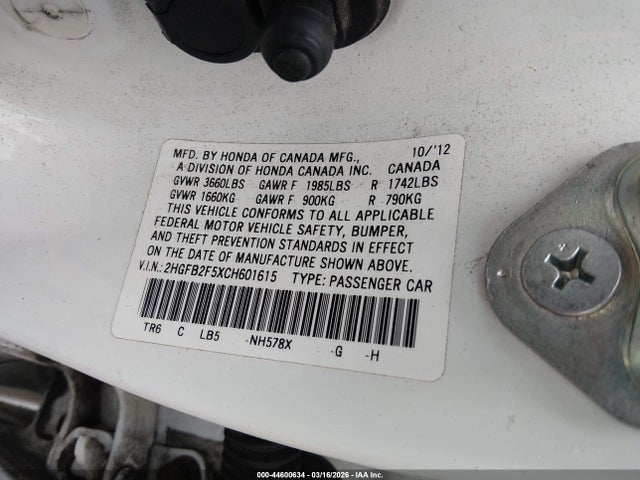 MFD. BY HONDA OF CANADA MFG., 10/'12
A DIVISION OF HONDA CANADA INC. CANADA
GVWR 3660LBS GAWR F 1985LBS R 1742LBS
GVWR 1660KG GAWR F 900KG R 790KG
THIS VEHICLE CONFORMS TO ALL APPLICABLE
FEDERAL MOTOR VEHICLE SAFETY, BUMPER,
AND THEFT PREVENTION STANDARDS IN EFFECT
ON THE DATE OF MANUFACTURE SHOWN ABOVE.
V.I.N.: 2HGFB2F5XCH601615 TYPE: PASSENGER CAR
TR6 C LB5 -NH578X -G -H
000-44600634 | 03/16/2026 | IAA Inc.